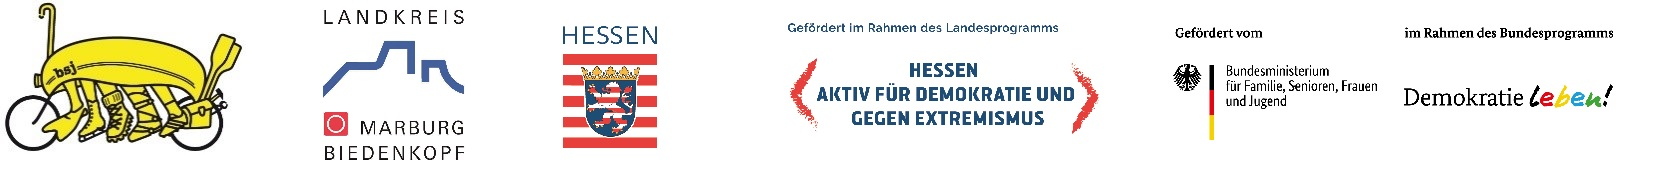 bsj
LANDKREIS
MARBURG
BIEDENKOPF
HESSEN
Gefördert im Rahmen des Landesprogramms
HESSEN
AKTIV FÜR DEMOKRATIE UND
GEGEN EXTREMISMUS
Gefördert vom
Bundesministerium
für Familie, Senioren, Frauen
und Jugend
im Rahmen des Bundesprogramms
Demokratie leben!